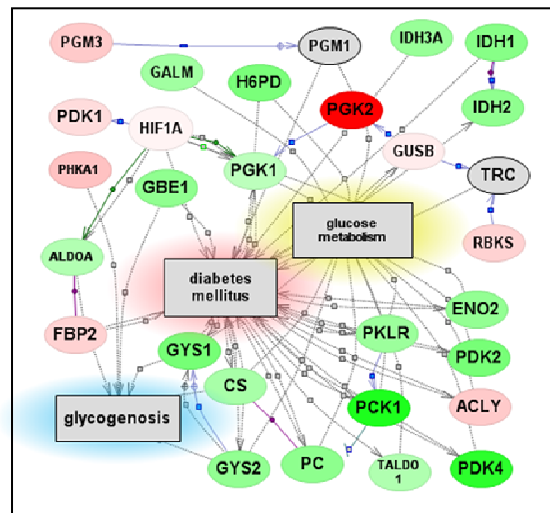 PGM3
PGM1
IDH3A
IDH1
GALM
H6PD
PGK2
IDH2
PDK1
HIF1A
GUSB
PHKA1
GBE1
PGK1
TRC
glucose
metabolism
RBKS
ALDOA
diabetes
mellitus
ENO2
FBP2
GYS1
PKLR
PDK2
CS
PCK1
ACLY
glycogenosis
GYS2
PC
TALDO
1
PDK4